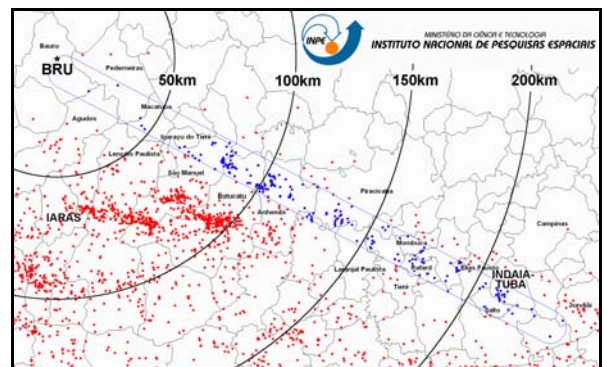 INPE
MINISTÉRIO DA CIÊNCIA E TECNOLOGIA
INSTITUTO NACIONAL DE PESQUISAS ESPACIAIS
Bauru
BRU
Pederneiras
50km
100km
150km
200km
Macatuba
Agudos
Igaraçu do Tietê
Lençóis Paulista
São Manuel
Botucatu
Piracicaba
IARAS
Anhembi
Campinas
Mombuca
Laranjal Paulista
Rafard
Elias Fausto
INDAIA-
TUBA
Tietê
Salto
Jundiaí